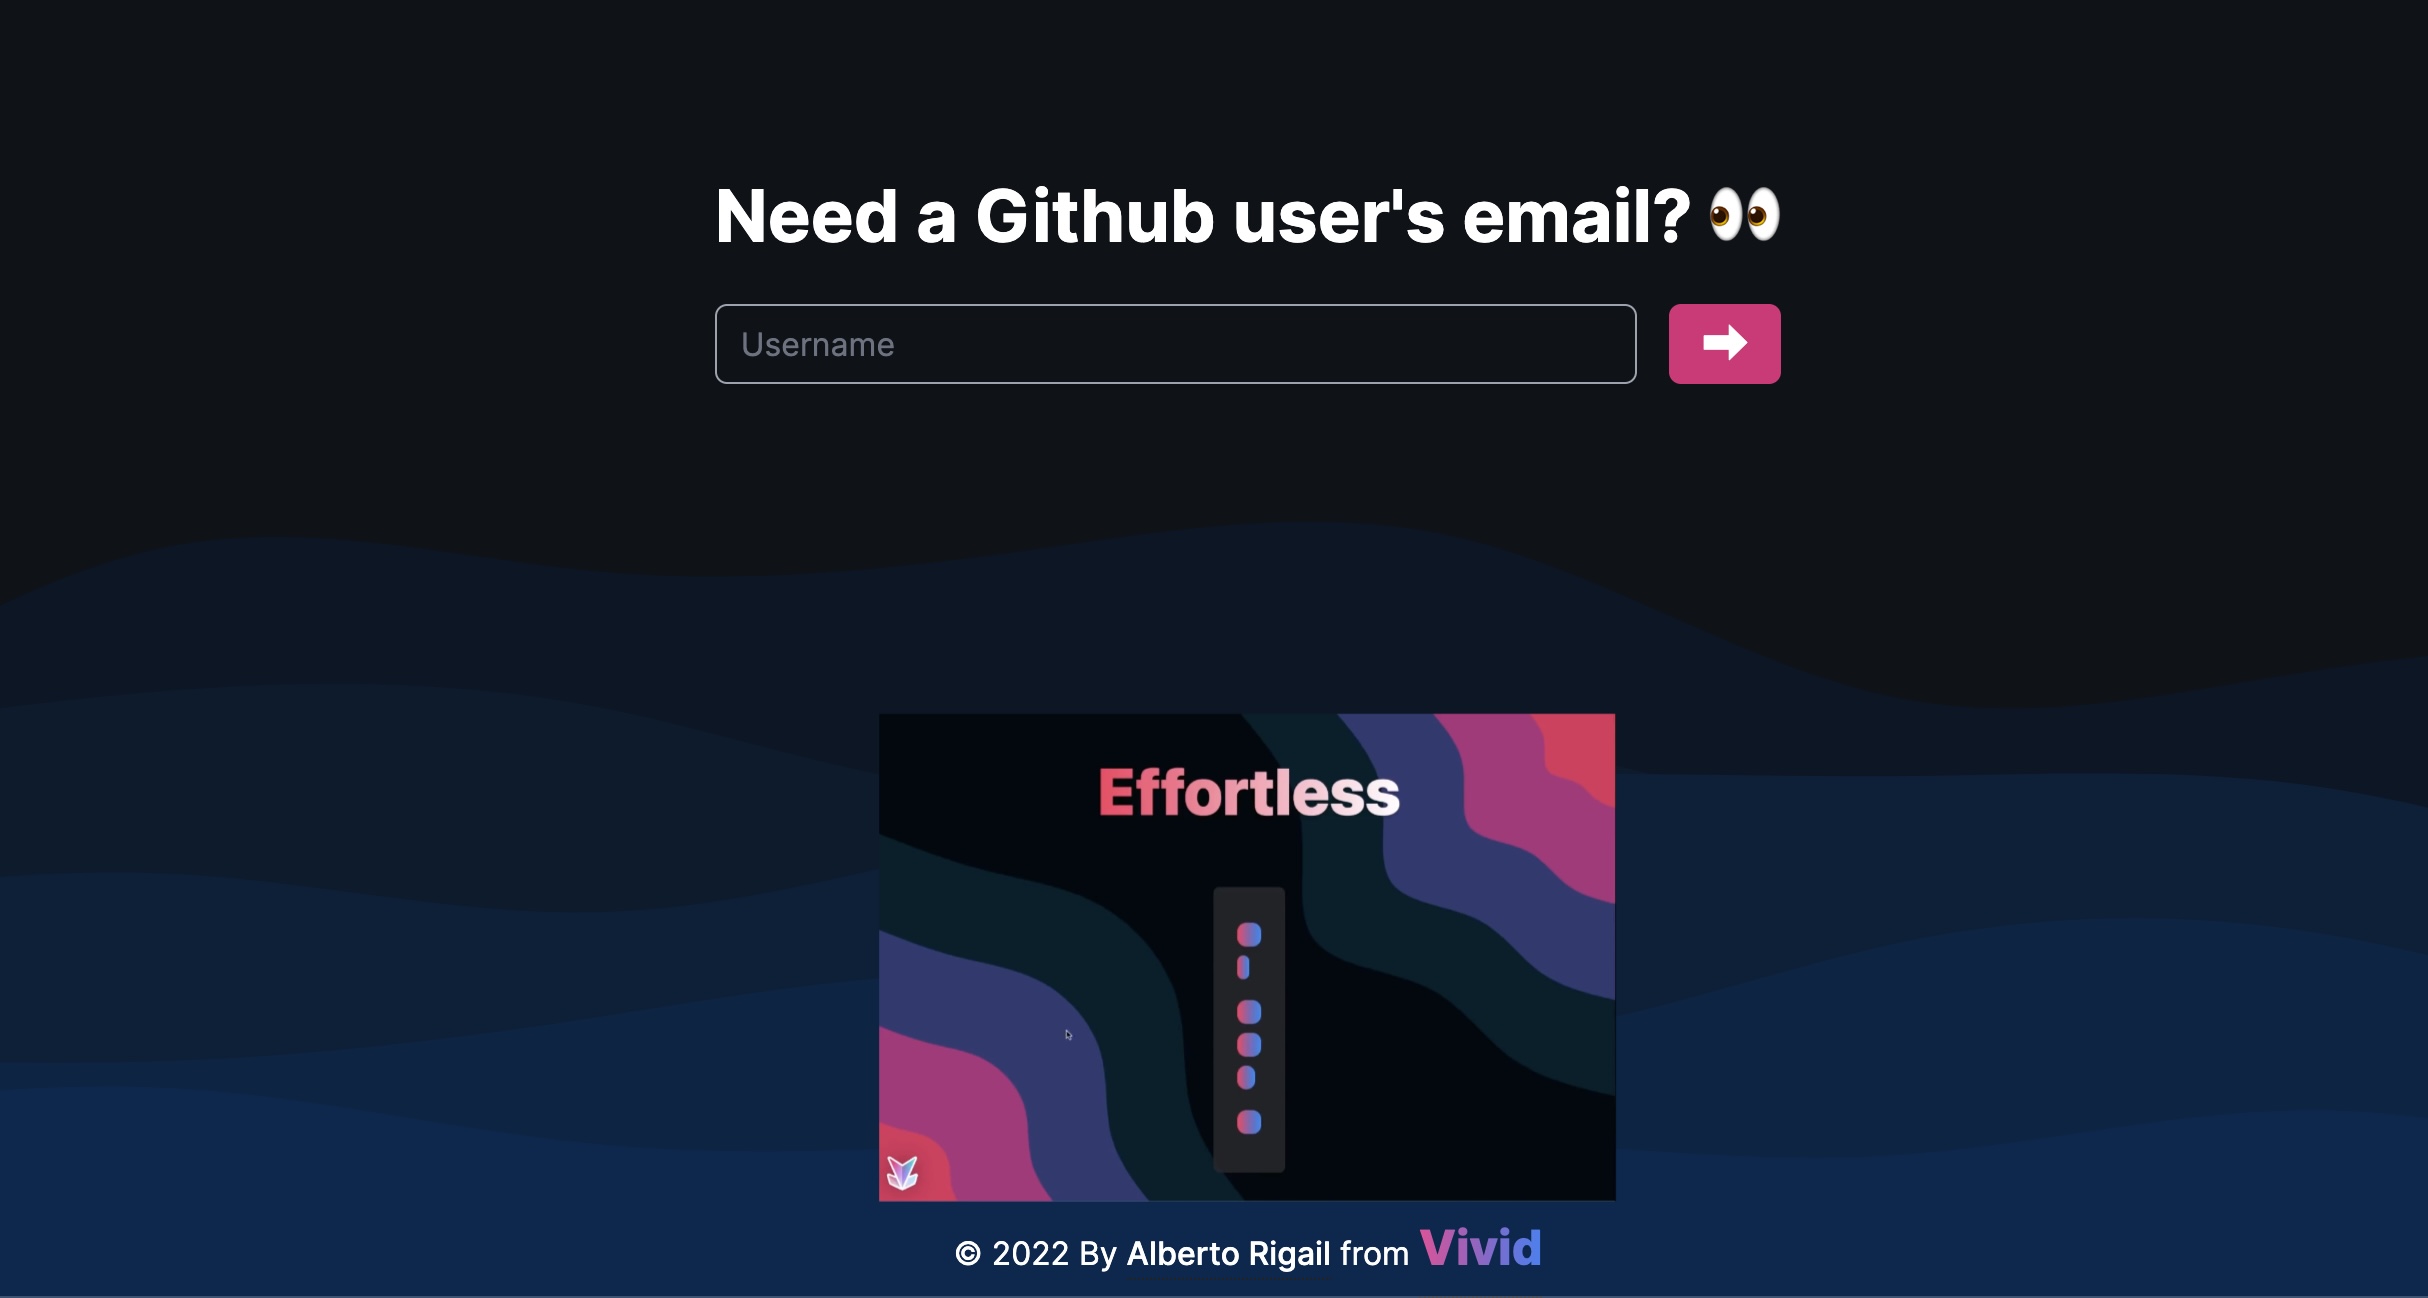 Need a Github user's email? 👀
Username
Effortless
© 2022 By Alberto Rigail from Vivid